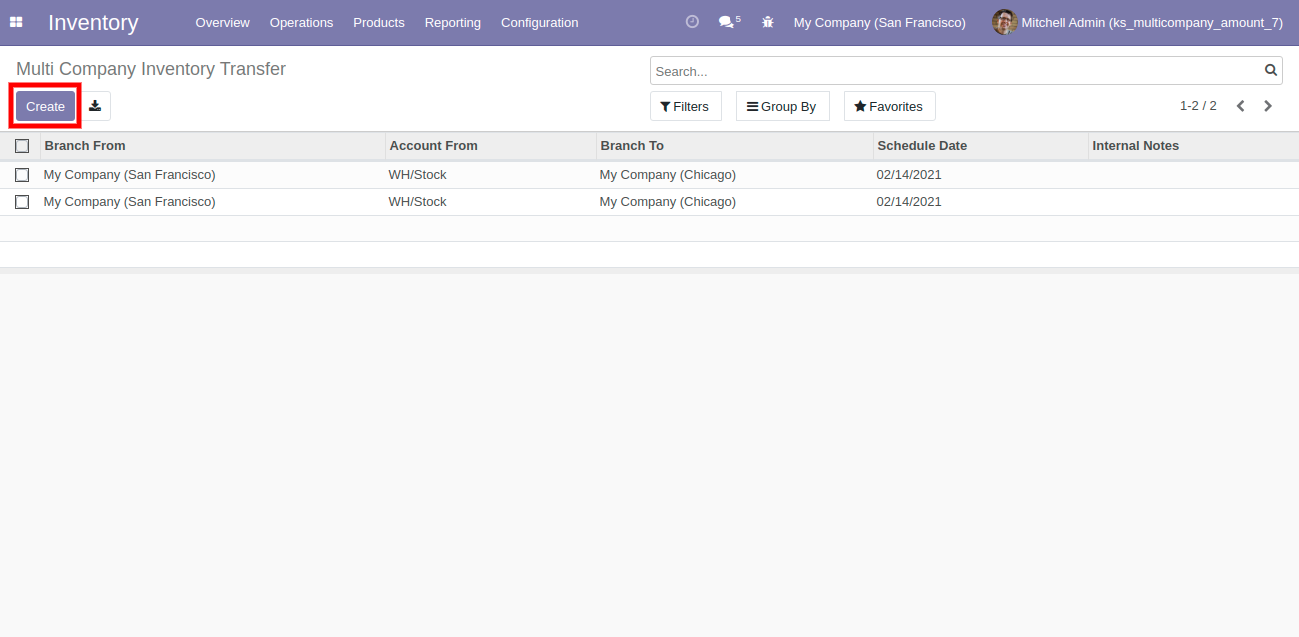 Inventory Overview Operations Products Reporting Configuration 5 My Company (San Francisco) Mitchell Admin (ks_multicompany_amount_7)
Multi Company Inventory Transfer
Search...
Create Filters Group By Favorites 1-2 / 2
Branch From Account From Branch To Schedule Date Internal Notes
My Company (San Francisco) WH/Stock My Company (Chicago) 02/14/2021
My Company (San Francisco) WH/Stock My Company (Chicago) 02/14/2021